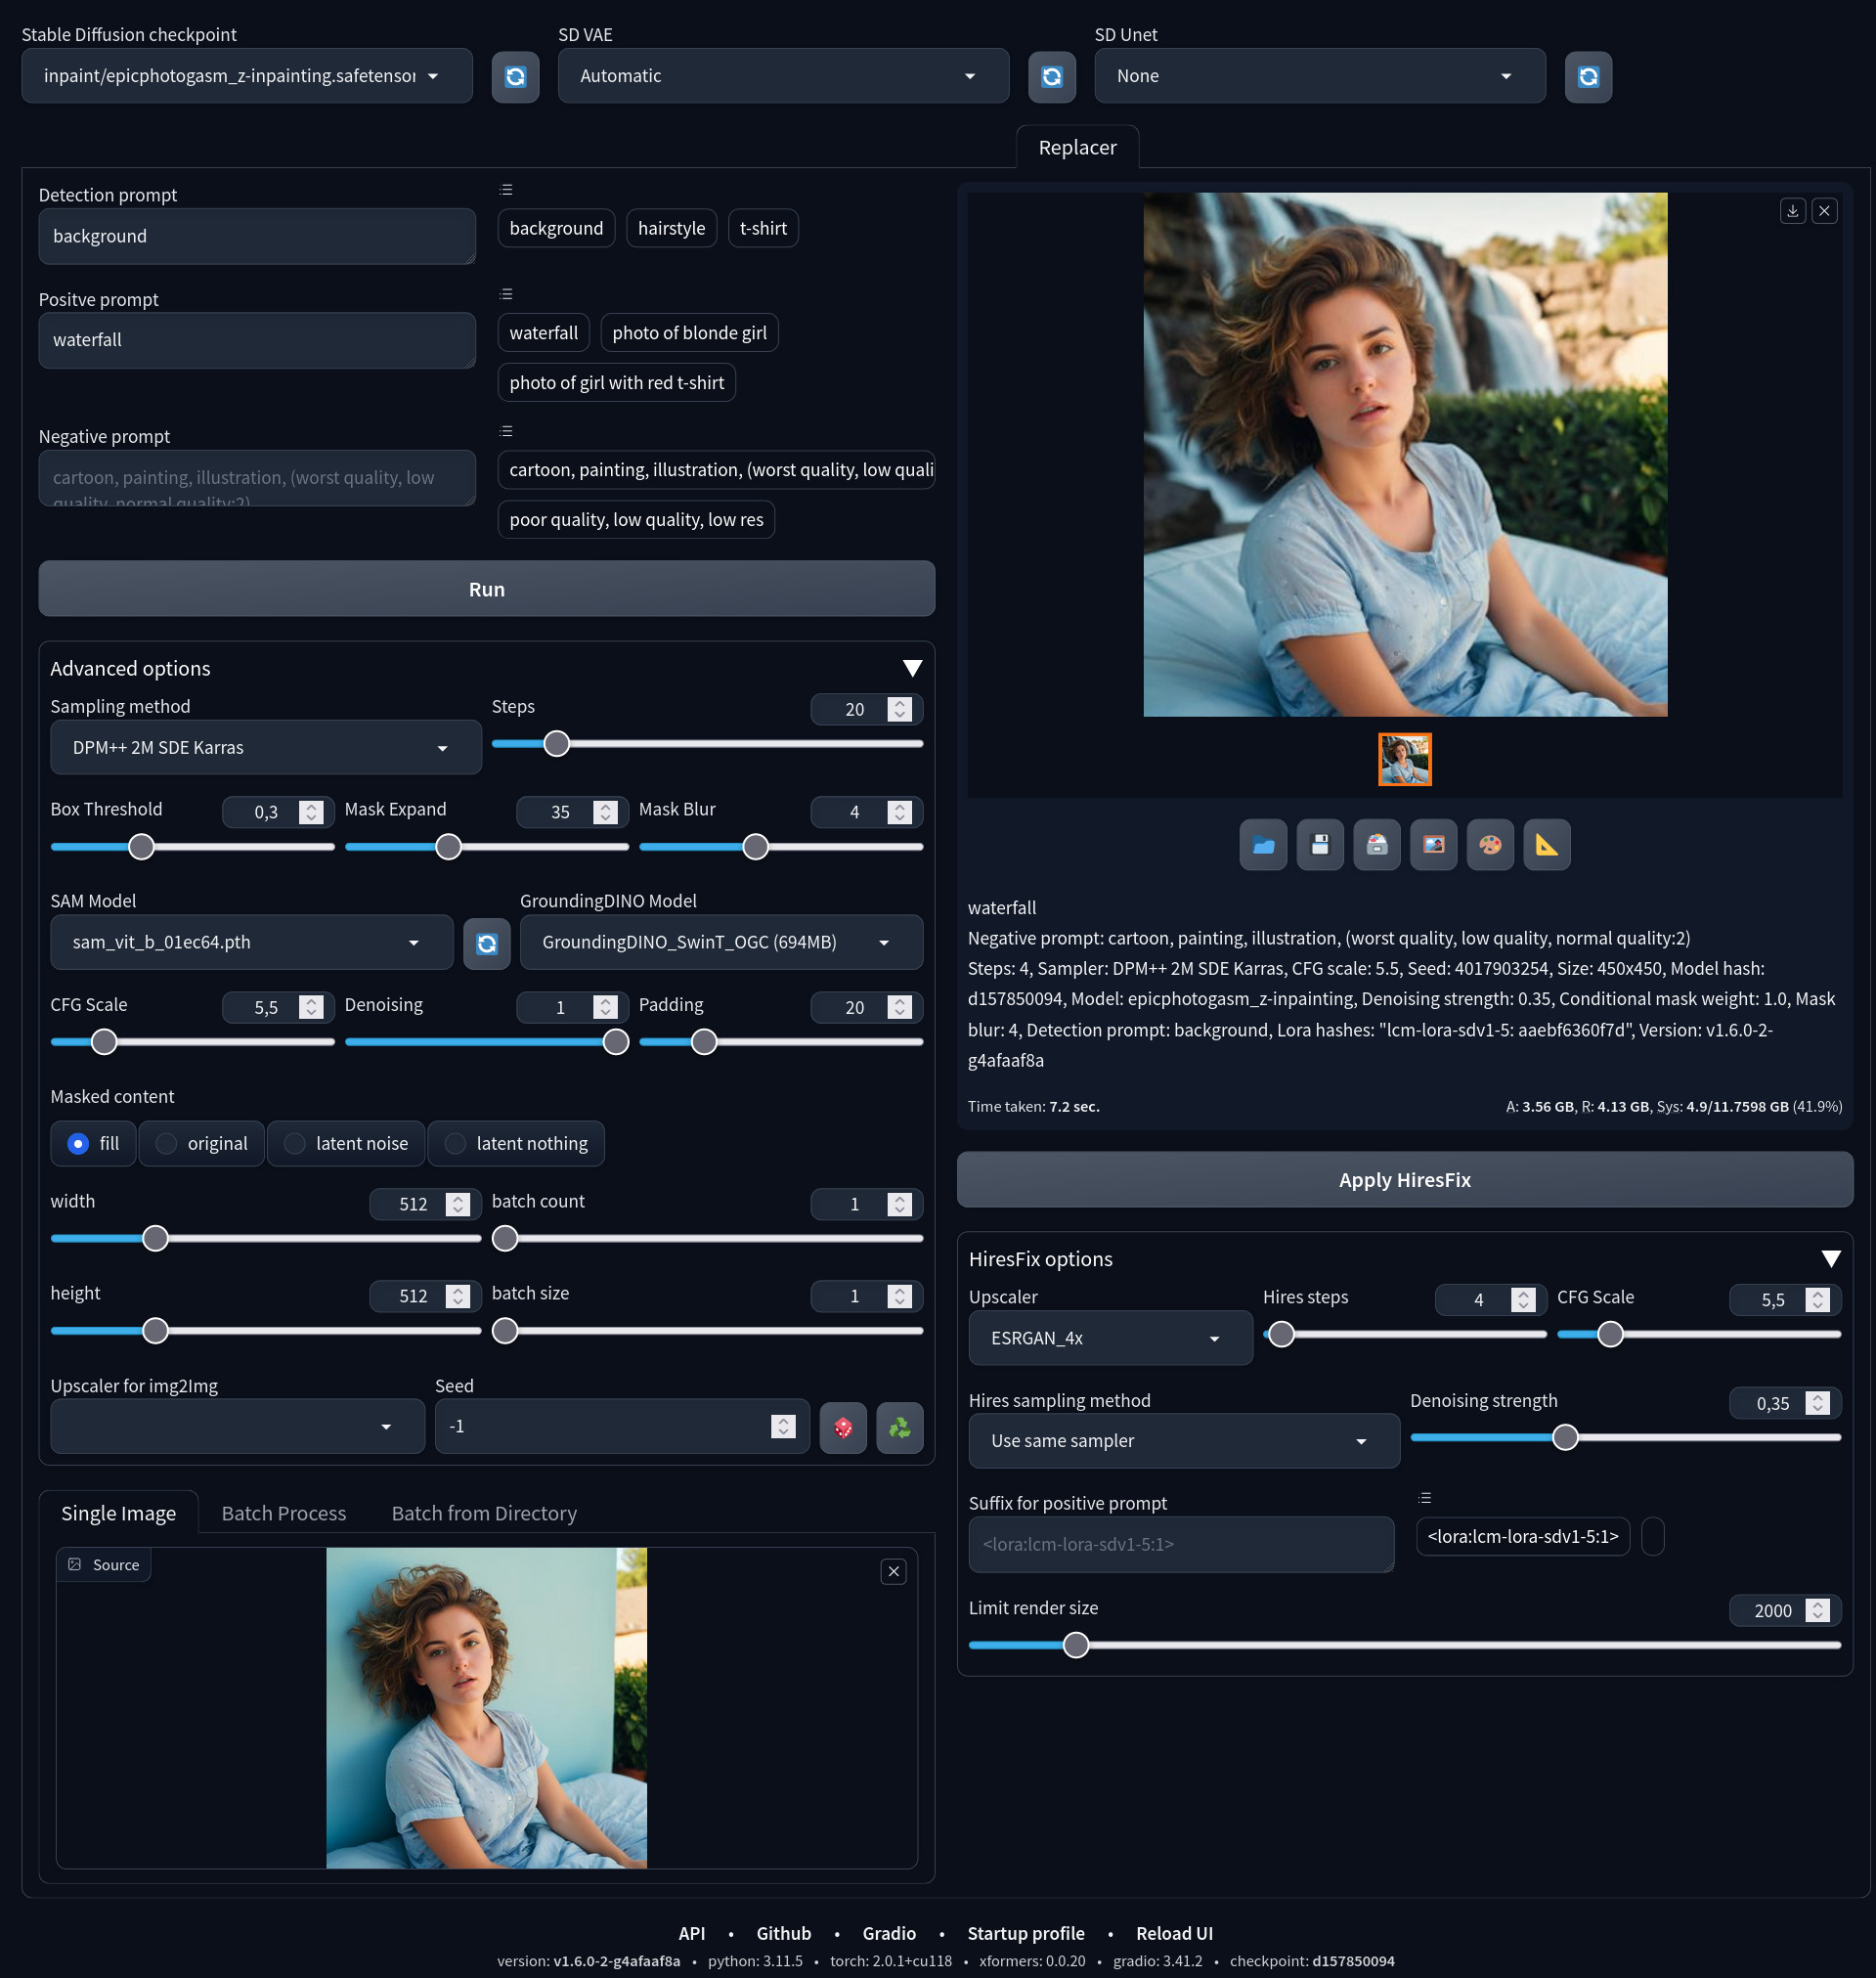 Stable Diffusion checkpoint
inpaint/epicphotogasm_z-inpainting.safetensor
SD VAE
Automatic
SD Unet
None
Replacer
Detection prompt
background
background
hairstyle
t-shirt
Positve prompt
waterfall
waterfall
photo of blonde girl
photo of girl with red t-shirt
Negative prompt
cartoon, painting, illustration, (worst quality, low
quality, normal quality:2)
cartoon, painting, illustration, (worst quality, low quali
poor quality, low quality, low res
Run
Advanced options
Sampling method
DPM++ 2M SDE Karras
Steps
20
Box Threshold
0,3
Mask Expand
35
Mask Blur
4
SAM Model
sam_vit_b_01ec64.pth
GroundingDINO Model
GroundingDINO_SwinT_OGC (694MB)
CFG Scale
5,5
Denoising
1
Padding
20
Masked content
fill
original
latent noise
latent nothing
width
512
batch count
1
height
512
batch size
1
Upscaler for img2Img
Seed
-1
Single Image
Batch Process
Batch from Directory
Source
waterfall
Negative prompt: cartoon, painting, illustration, (worst quality, low quality, normal quality:2)
Steps: 4, Sampler: DPM++ 2M SDE Karras, CFG scale: 5.5, Seed: 4017903254, Size: 450x450, Model hash:
d157850094, Model: epicphotogasm_z-inpainting, Denoising strength: 0.35, Conditional mask weight: 1.0, Mask
blur: 4, Detection prompt: background, Lora hashes: "lcm-lora-sdv1-5: aaebf6360f7d", Version: v1.6.0-2-
g4afaaf8a
Time taken: 7.2 sec.
A: 3.56 GB, R: 4.13 GB, Sys: 4.9/11.7598 GB (41.9%)
Apply HiresFix
HiresFix options
Upscaler
ESRGAN_4x
Hires steps
4
CFG Scale
5,5
Hires sampling method
Use same sampler
Denoising strength
0,35
Suffix for positive prompt
<lora:lcm-lora-sdv1-5:1>
<lora:lcm-lora-sdv1-5:1>
Limit render size
2000
API • Github • Gradio • Startup profile • Reload UI
version: v1.6.0-2-g4afaaf8a • python: 3.11.5 • torch: 2.0.1+cu118 • xformers: 0.0.20 • gradio: 3.41.2 • checkpoint: d157850094